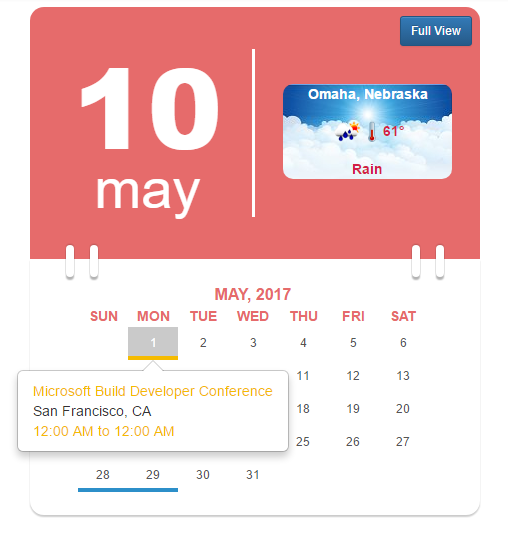 Full View
10
may
Omaha, Nebraska
61°
Rain
MAY, 2017
SUN MON TUE WED THU FRI SAT
1 2 3 4 5 6
11 12 13
Microsoft Build Developer Conference
San Francisco, CA
12:00 AM to 12:00 AM
18 19 20
25 26 27
28 29 30 31